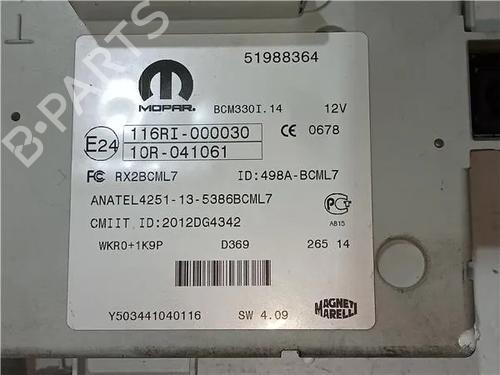 B-PARTS
51988364
MOPAR. BCM330I.14 12V
E24 116RI-000030 CE 0678
10R-041061
FC RX2BCML7 ID:498A-BCML7
ANATEL4251-13-5386BCML7
CMIIT ID:2012DG4342
АВ15
WKR0+1K9P D369 265 14
Y503441040116 SW 4.09 MAGNETI MARELLI